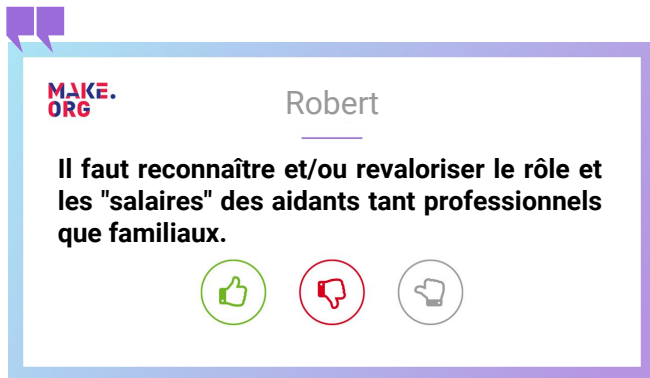 MAKE.
ORG
Robert
Il faut reconnaître et/ou revaloriser le rôle et
les "salaires" des aidants tant professionnels
que familiaux.